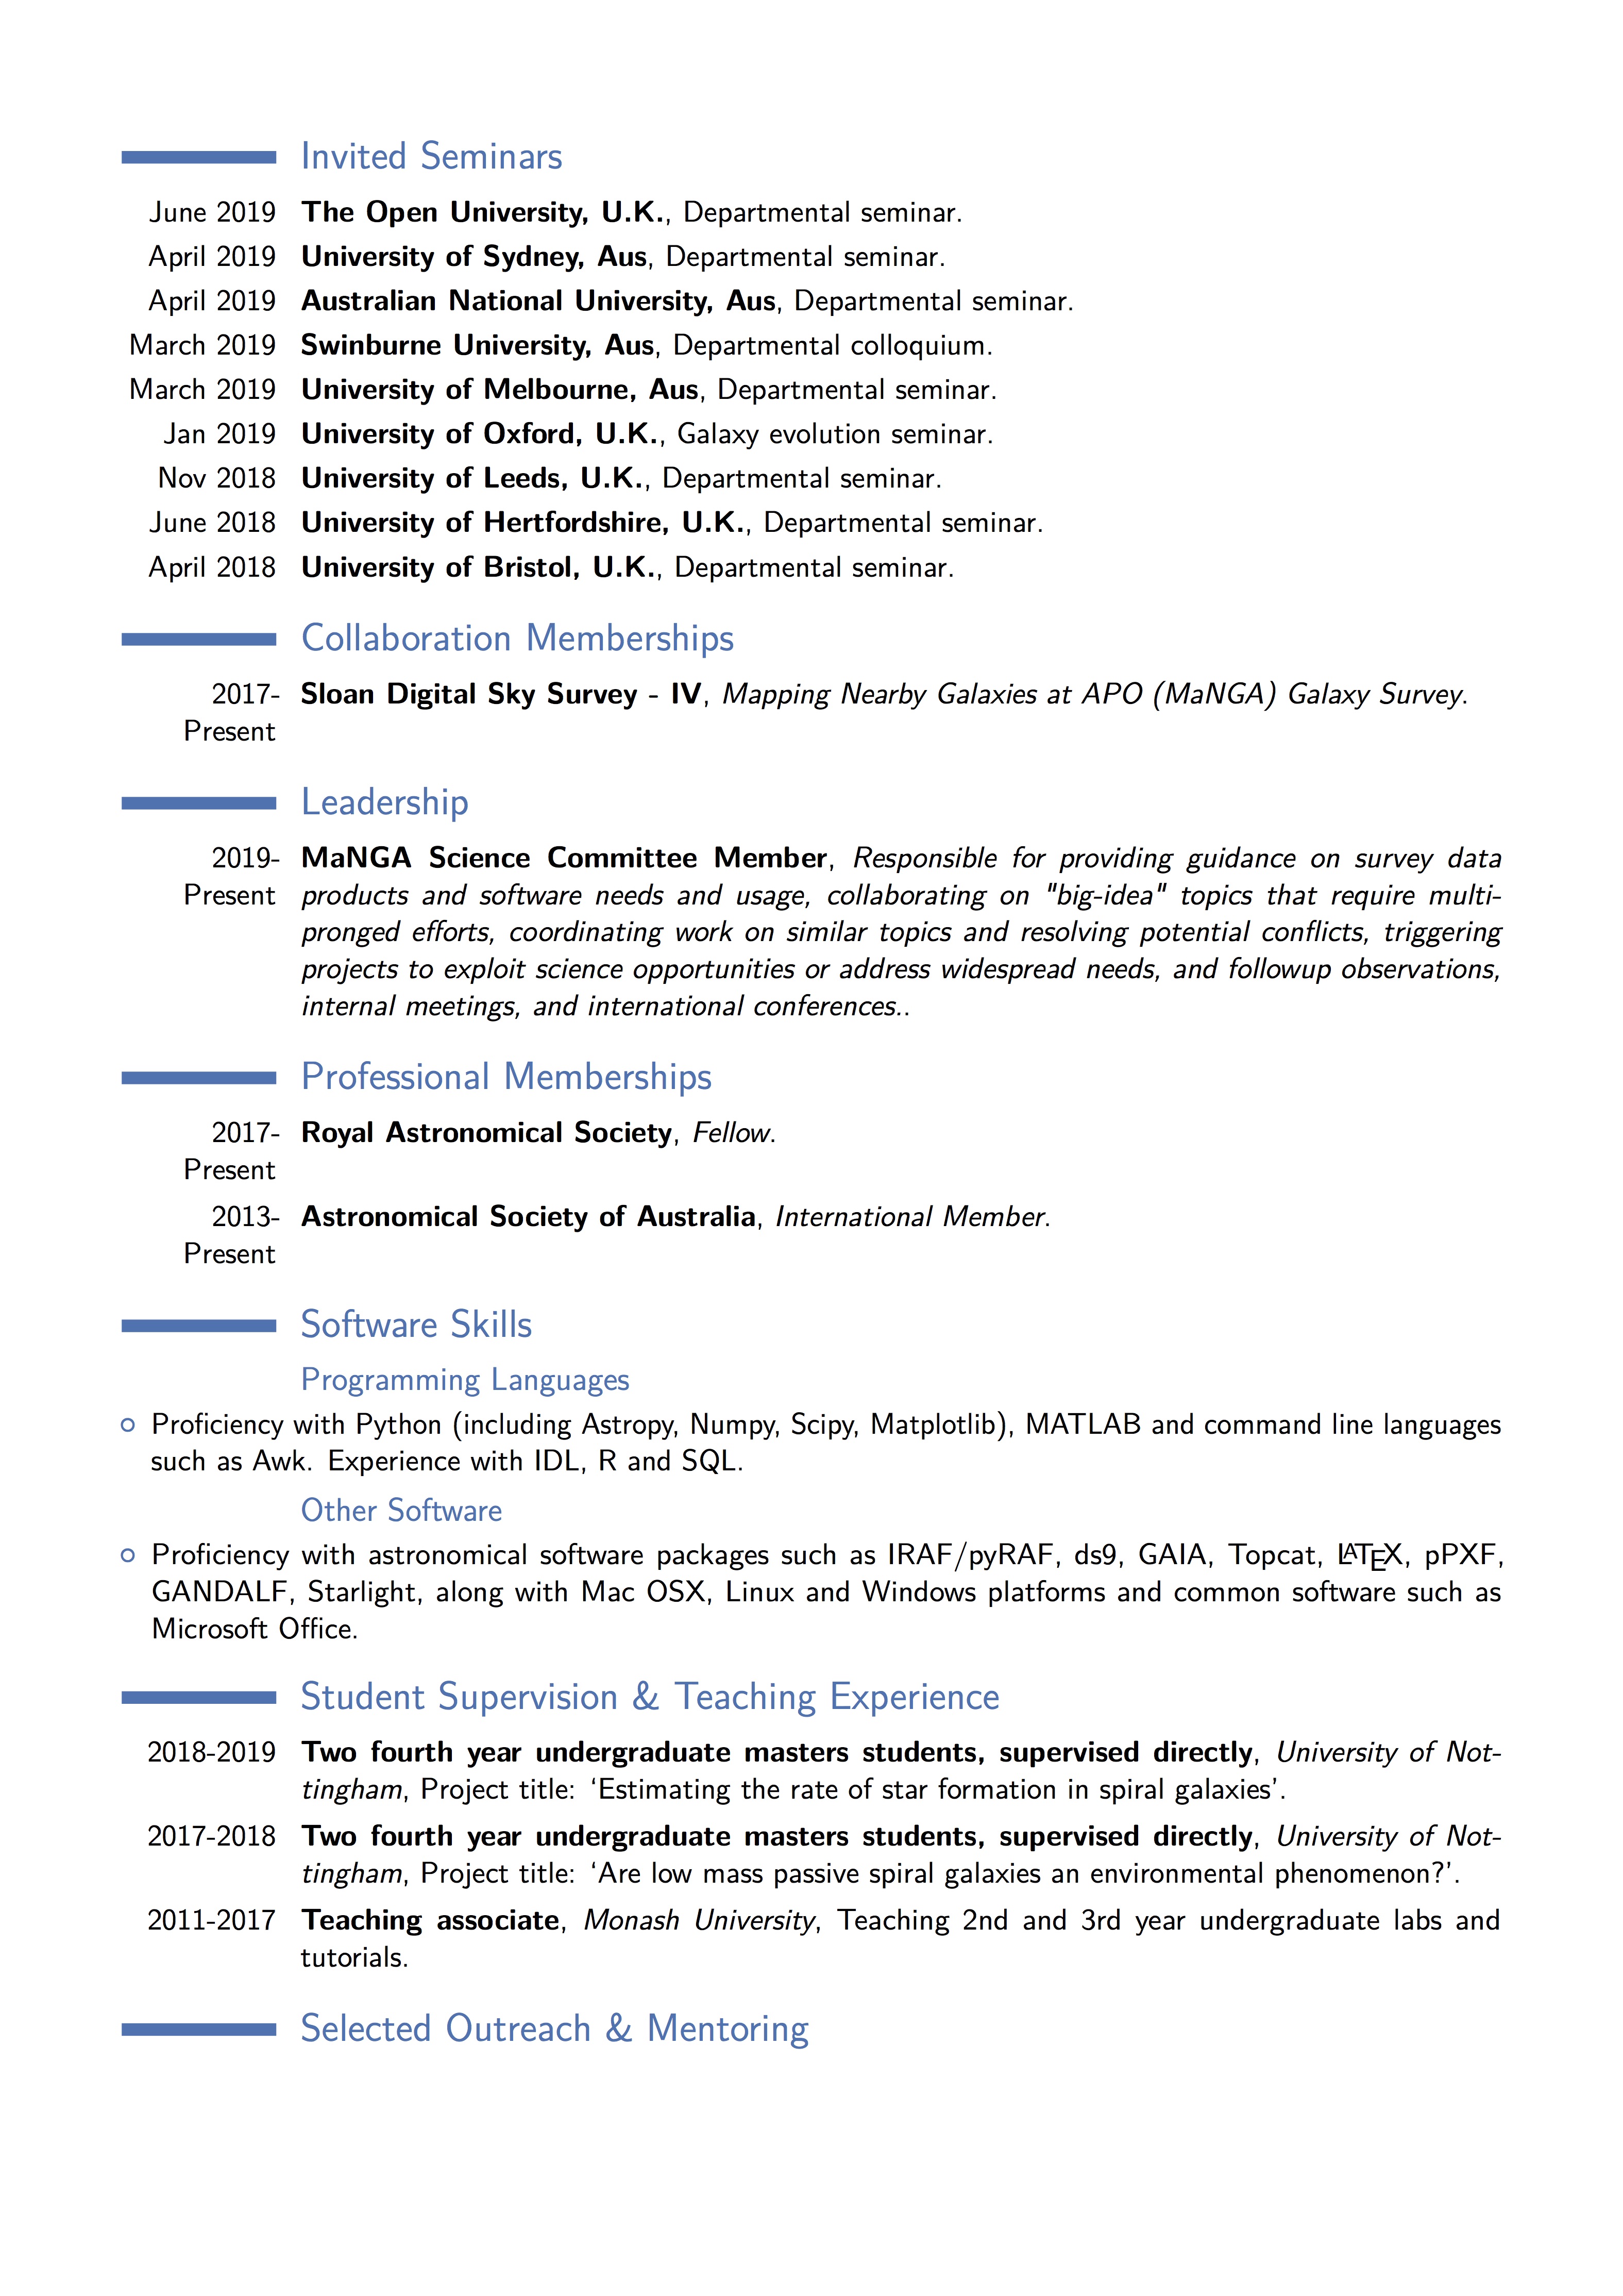 Invited Seminars
June 2019 The Open University, U.K., Departmental seminar.
April 2019 University of Sydney, Aus, Departmental seminar.
April 2019 Australian National University, Aus, Departmental seminar.
March 2019 Swinburne University, Aus, Departmental colloquium.
March 2019 University of Melbourne, Aus, Departmental seminar.
Jan 2019 University of Oxford, U.K., Galaxy evolution seminar.
Nov 2018 University of Leeds, U.K., Departmental seminar.
June 2018 University of Hertfordshire, U.K., Departmental seminar.
April 2018 University of Bristol, U.K., Departmental seminar.
Collaboration Memberships
2017- Sloan Digital Sky Survey - IV, Mapping Nearby Galaxies at APO (MaNGA) Galaxy Survey.
Present
Leadership
2019- MaNGA Science Committee Member, Responsible for providing guidance on survey data
Present products and software needs and usage, collaborating on "big-idea" topics that require multi-
pronged efforts, coordinating work on similar topics and resolving potential conflicts, triggering
projects to exploit science opportunities or address widespread needs, and followup observations,
internal meetings, and international conferences..
Professional Memberships
2017- Royal Astronomical Society, Fellow.
Present
2013- Astronomical Society of Australia, International Member.
Present
Software Skills
Programming Languages
○ Proficiency with Python (including Astropy, Numpy, Scipy, Matplotlib), MATLAB and command line languages
such as Awk. Experience with IDL, R and SQL.
Other Software
○ Proficiency with astronomical software packages such as IRAF/pyRAF, ds9, GAIA, Topcat, LATEX, pPXF,
GANDALF, Starlight, along with Mac OSX, Linux and Windows platforms and common software such as
Microsoft Office.
Student Supervision & Teaching Experience
2018-2019 Two fourth year undergraduate masters students, supervised directly, University of Not-
tingham, Project title: ‘Estimating the rate of star formation in spiral galaxies’.
2017-2018 Two fourth year undergraduate masters students, supervised directly, University of Not-
tingham, Project title: ‘Are low mass passive spiral galaxies an environmental phenomenon?’.
2011-2017 Teaching associate, Monash University, Teaching 2nd and 3rd year undergraduate labs and
tutorials.
Selected Outreach & Mentoring